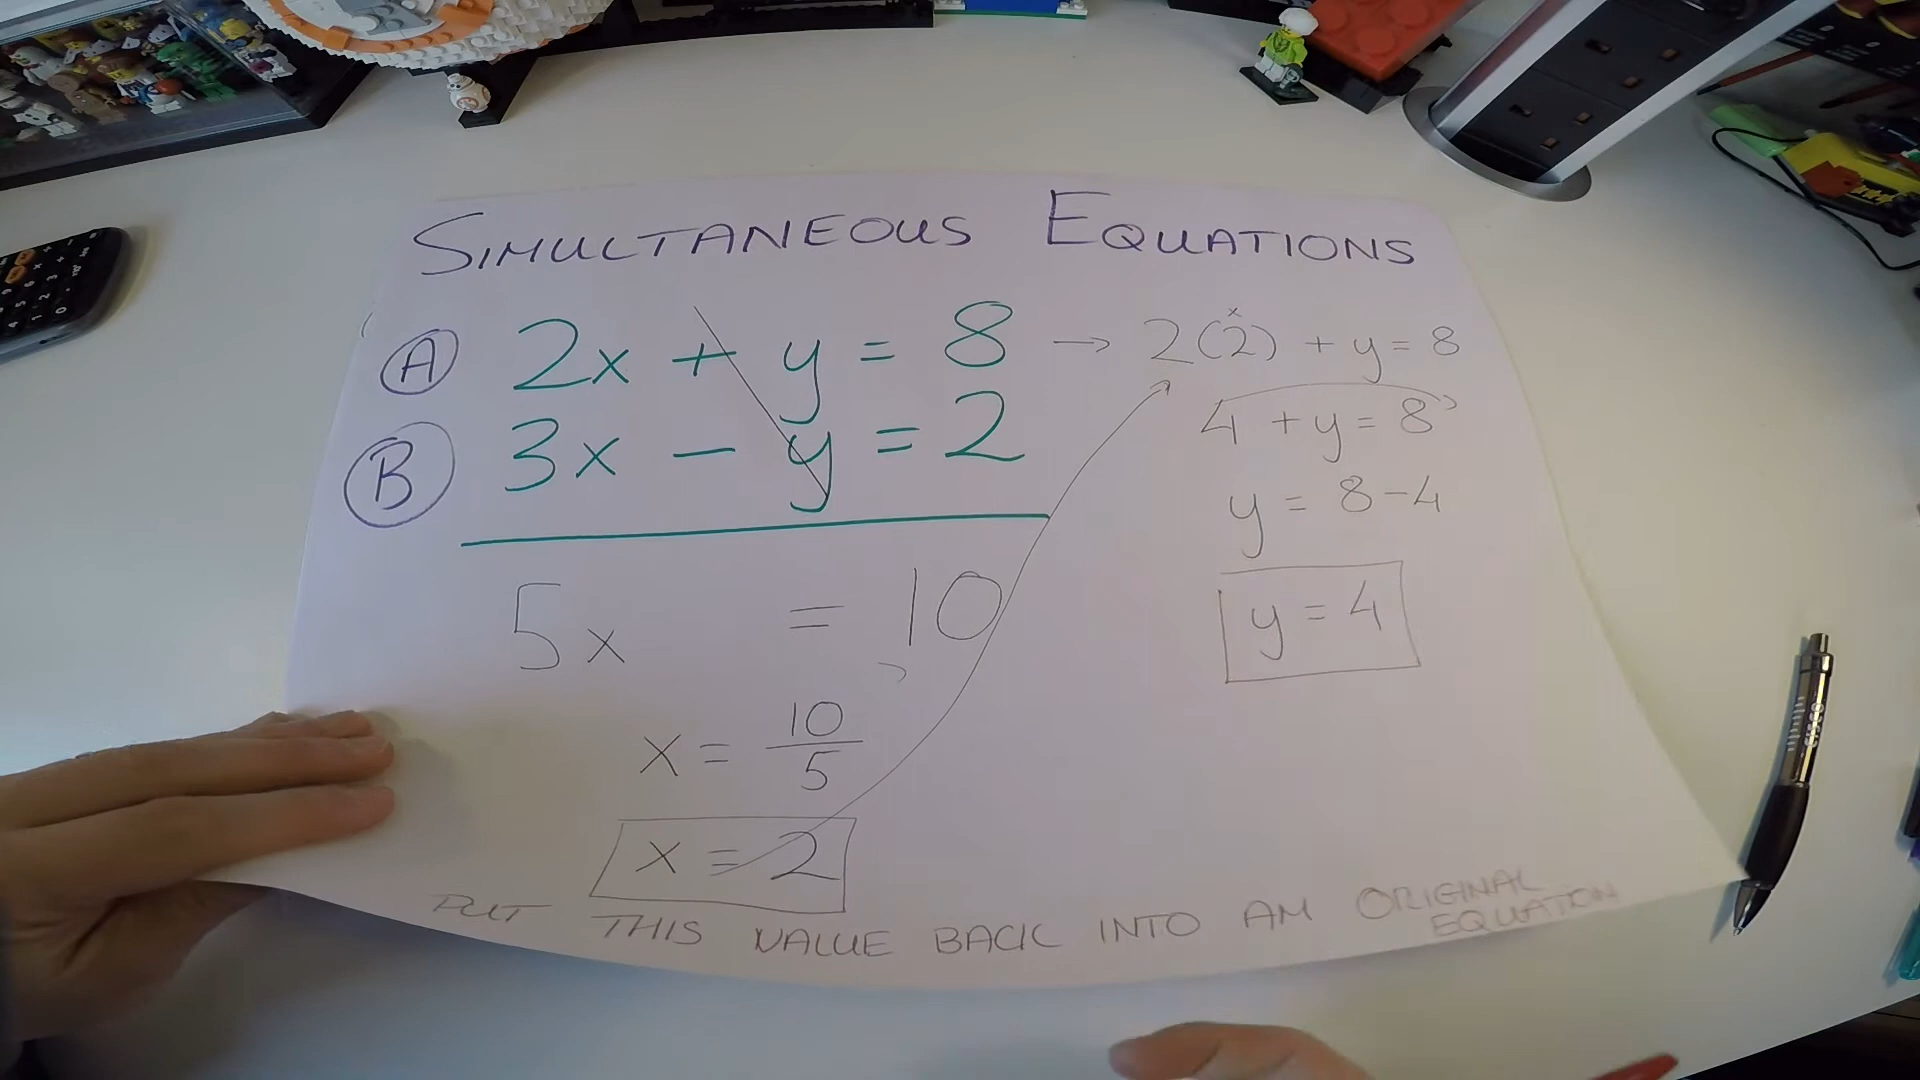 SIMULTANEOUS EQUATIONS
A 2x + y = 8 → 2(2) + y = 8
x
4 + y = 8
B 3x - y = 2
y = 8 - 4
5x = 10
y = 4
x = 10/5
x = 2
PUT THIS VALUE BACK INTO AM ORIGINAL
EQUATION